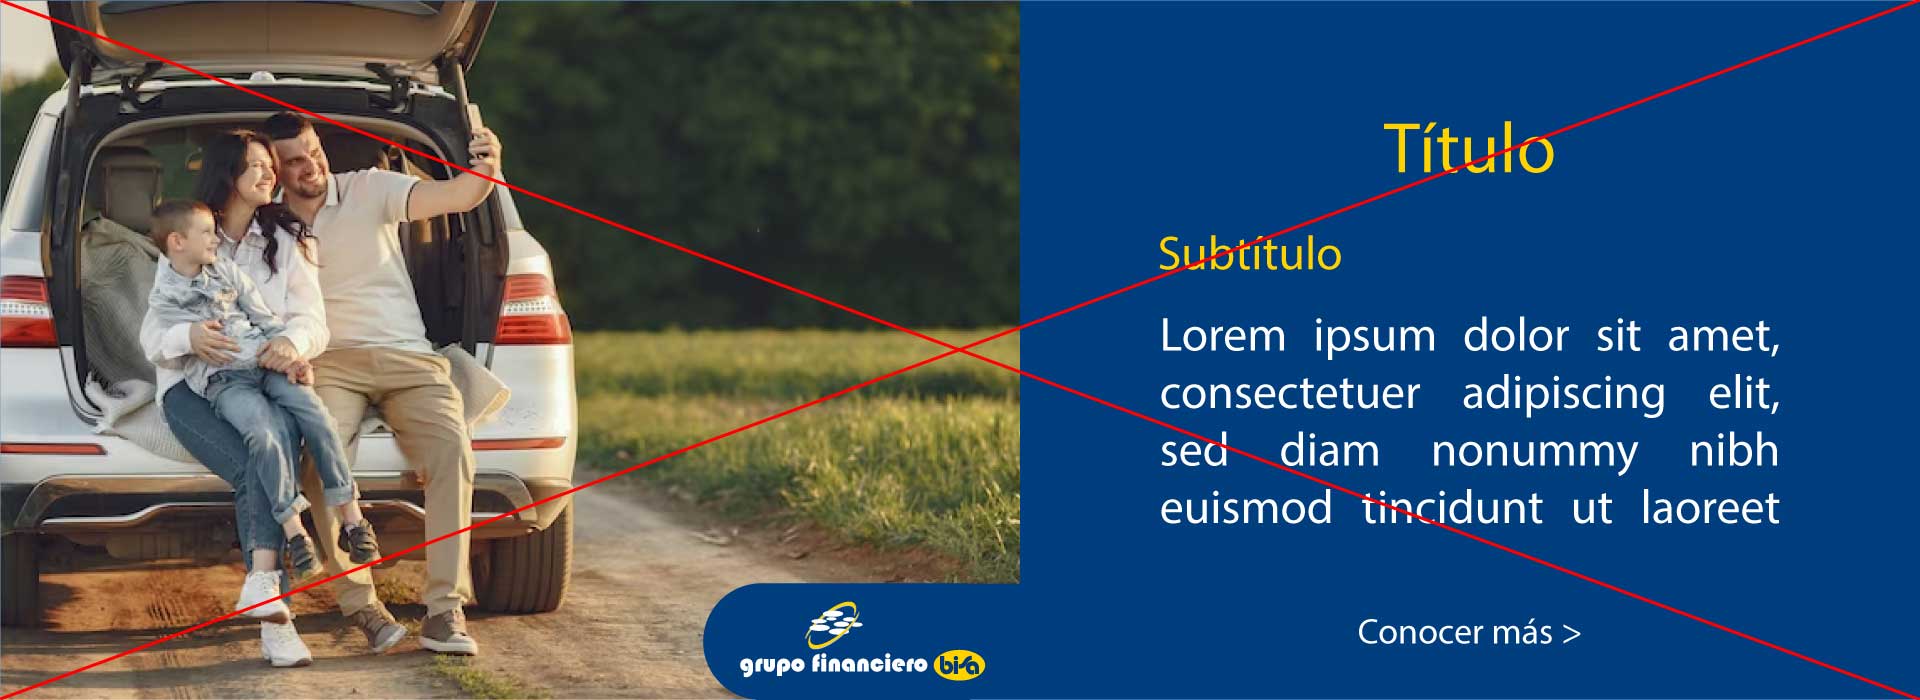 Título
Subtítulo
Lorem ipsum dolor sit amet,
consectetuer adipiscing elit,
sed diam nonummy nibh
euismod tincidunt ut laoreet
Conocer más >
grupo financiero bisa